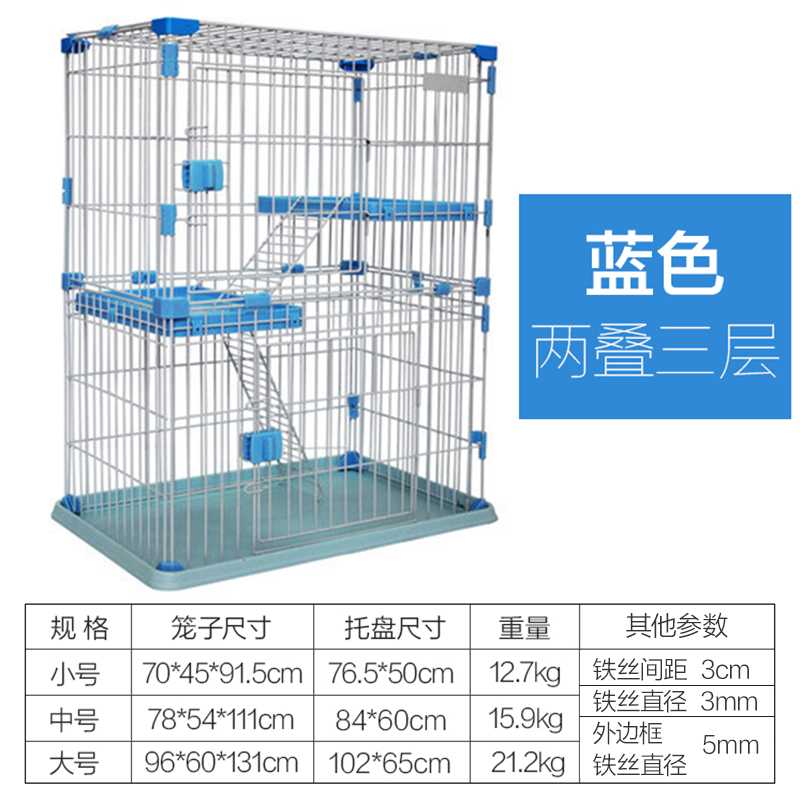 蓝色
两叠三层
规格 笼子尺寸 托盘尺寸 重量 其他参数
小号 70*45*91.5cm 76.5*50cm 12.7kg 铁丝间距 3cm
中号 78*54*111cm 84*60cm 15.9kg 铁丝直径 3mm
大号 96*60*131cm 102*65cm 21.2kg 外边框 5mm
铁丝直径